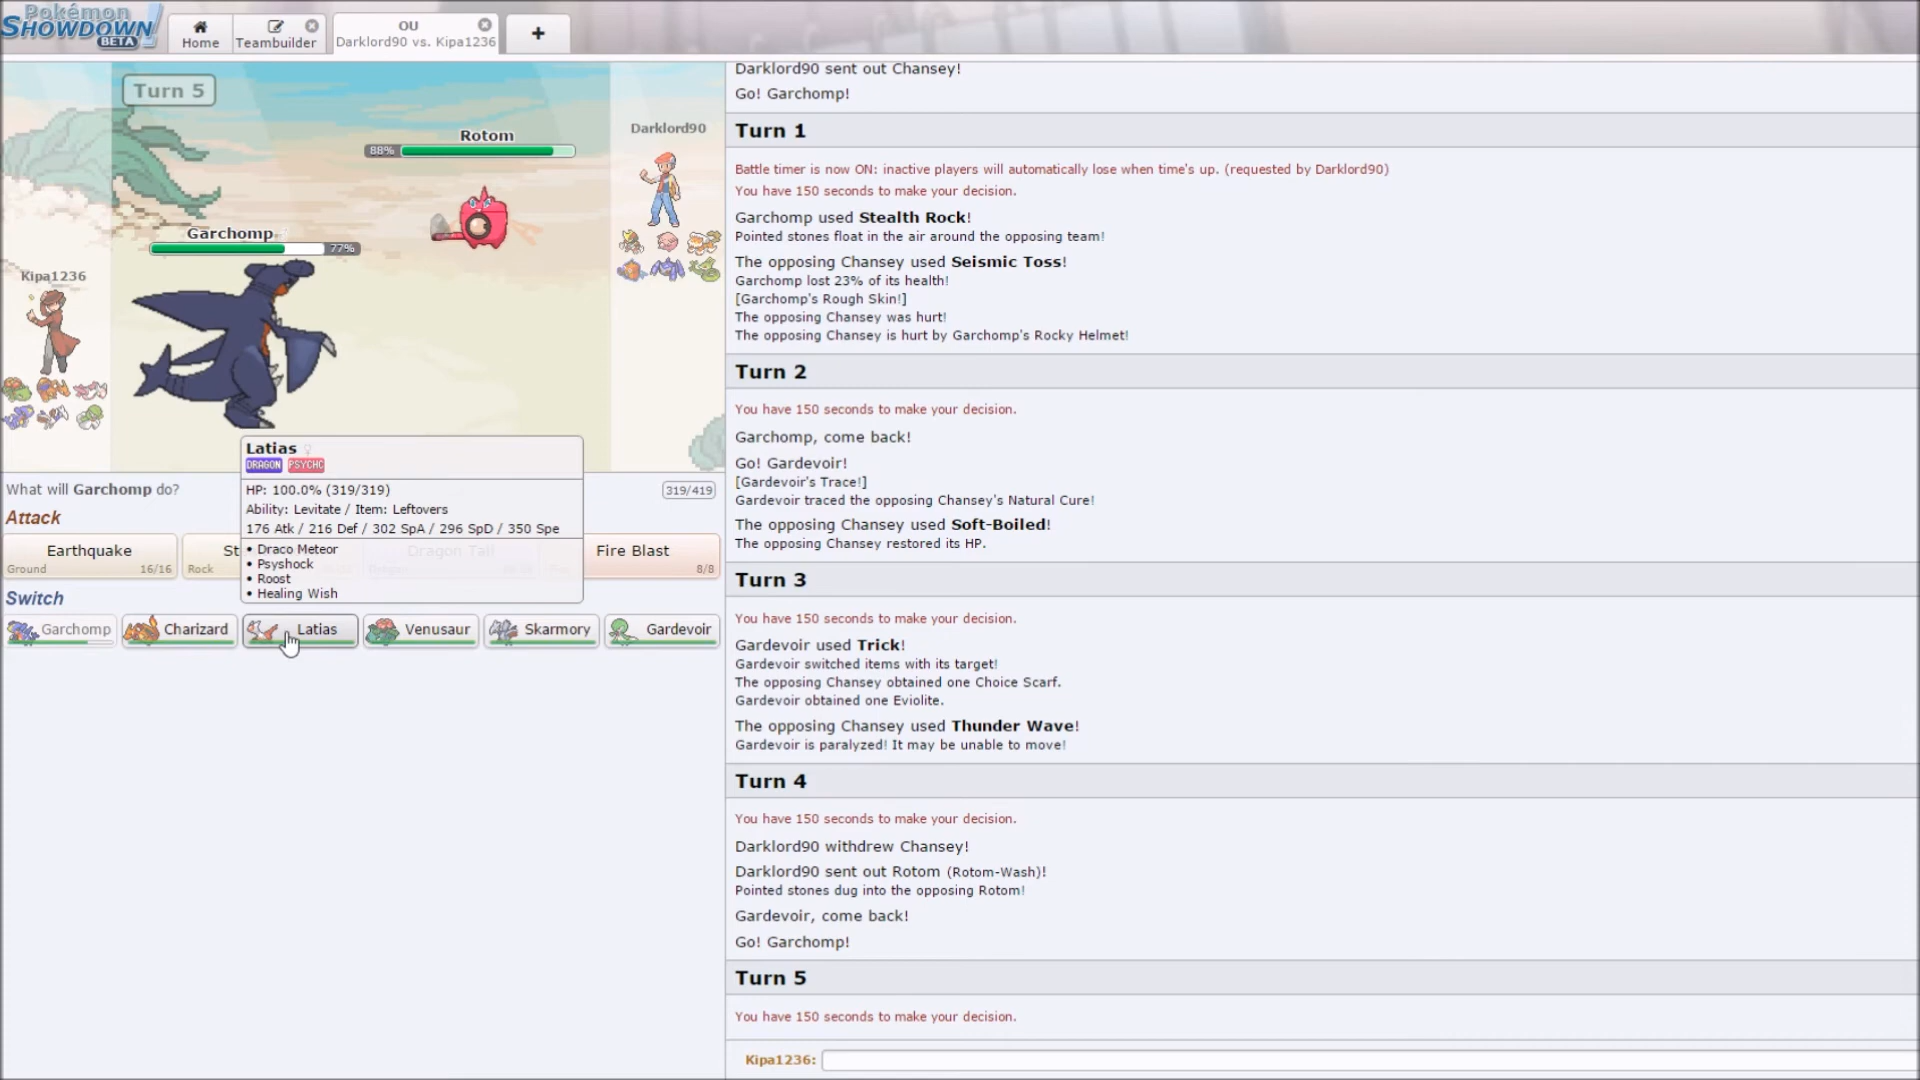 Pokémon
SHOWDOWN!
BETA
Home
Teambuilder
OU
Darklord90 vs. Kipa1236
+
Turn 5
Rotom
88%
Darklord90
Garchomp
77%
Kipa1236
Latias
DRAGON PSYCHC
HP: 100.0% (319/319)
Ability: Levitate / Item: Leftovers
176 Atk / 216 Def / 302 SpA / 296 SpD / 350 Spe
• Draco Meteor
• Psyshock
• Roost
• Healing Wish
What will Garchomp do?
319/419
Attack
Earthquake
Ground 16/16
St
Rock
Dragon Tail
Fire Blast
8/8
Switch
Garchomp
Charizard
Latias
Venusaur
Skarmory
Gardevoir
Darklord90 sent out Chansey!
Go! Garchomp!
Turn 1
Battle timer is now ON: inactive players will automatically lose when time's up. (requested by Darklord90)
You have 150 seconds to make your decision.
Garchomp used Stealth Rock!
Pointed stones float in the air around the opposing team!
The opposing Chansey used Seismic Toss!
Garchomp lost 23% of its health!
[Garchomp's Rough Skin!]
The opposing Chansey was hurt!
The opposing Chansey is hurt by Garchomp's Rocky Helmet!
Turn 2
You have 150 seconds to make your decision.
Garchomp, come back!
Go! Gardevoir!
[Gardevoir's Trace!]
Gardevoir traced the opposing Chansey's Natural Cure!
The opposing Chansey used Soft-Boiled!
The opposing Chansey restored its HP.
Turn 3
You have 150 seconds to make your decision.
Gardevoir used Trick!
Gardevoir switched items with its target!
The opposing Chansey obtained one Choice Scarf.
Gardevoir obtained one Eviolite.
The opposing Chansey used Thunder Wave!
Gardevoir is paralyzed! It may be unable to move!
Turn 4
You have 150 seconds to make your decision.
Darklord90 withdrew Chansey!
Darklord90 sent out Rotom (Rotom-Wash)!
Pointed stones dug into the opposing Rotom!
Gardevoir, come back!
Go! Garchomp!
Turn 5
You have 150 seconds to make your decision.
Kipa1236: